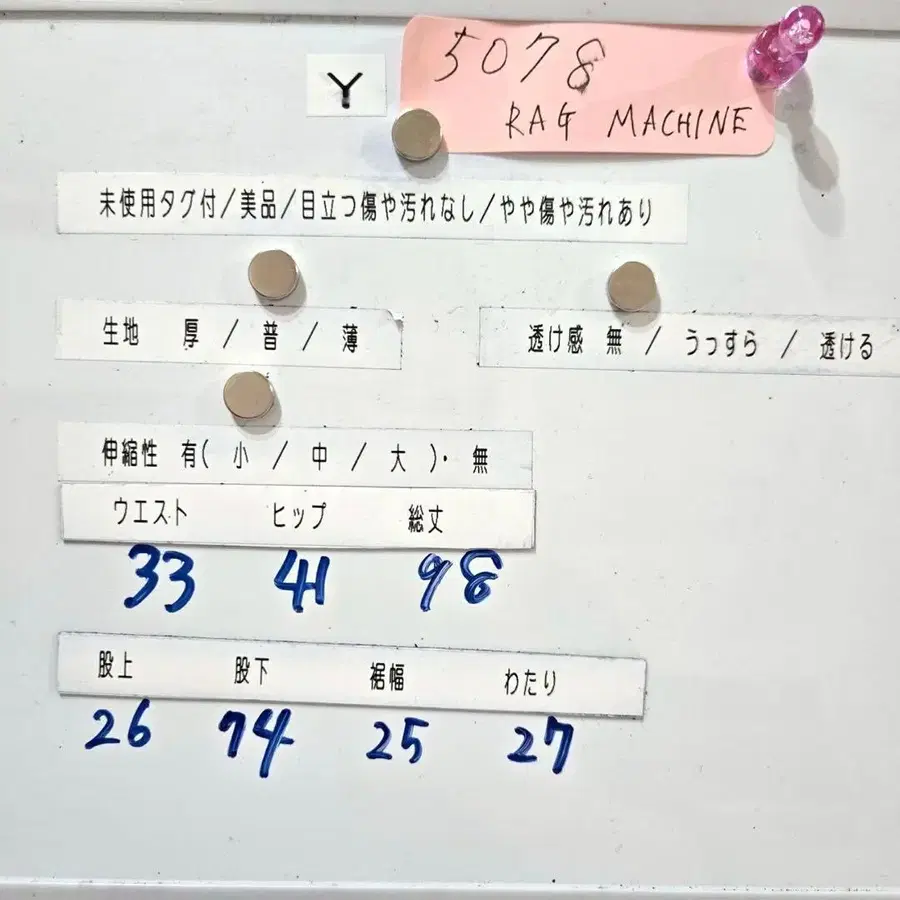 5078
Y
RAG MACHINE
未使用タグ付/美品/目立つ傷や汚れなし/やや傷や汚れあり
生地 厚 / 普 / 薄
透け感 無 / うっすら / 透ける
伸縮性 有( 小 / 中 / 大 )・ 無
ウエスト ヒップ 総丈
33 41 98
股上 股下 裾幅 わたり
26 74 25 27